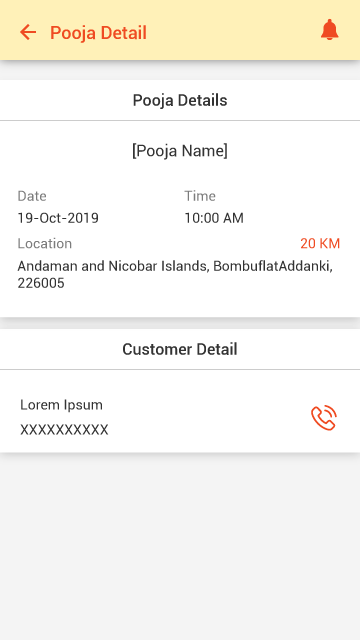 Pooja Detail
Pooja Details
[Pooja Name]
Date Time
19-Oct-2019 10:00 AM
Location 20 KM
Andaman and Nicobar Islands, BombuflatAddanki,
226005
Customer Detail
Lorem Ipsum
XXXXXXXXXX